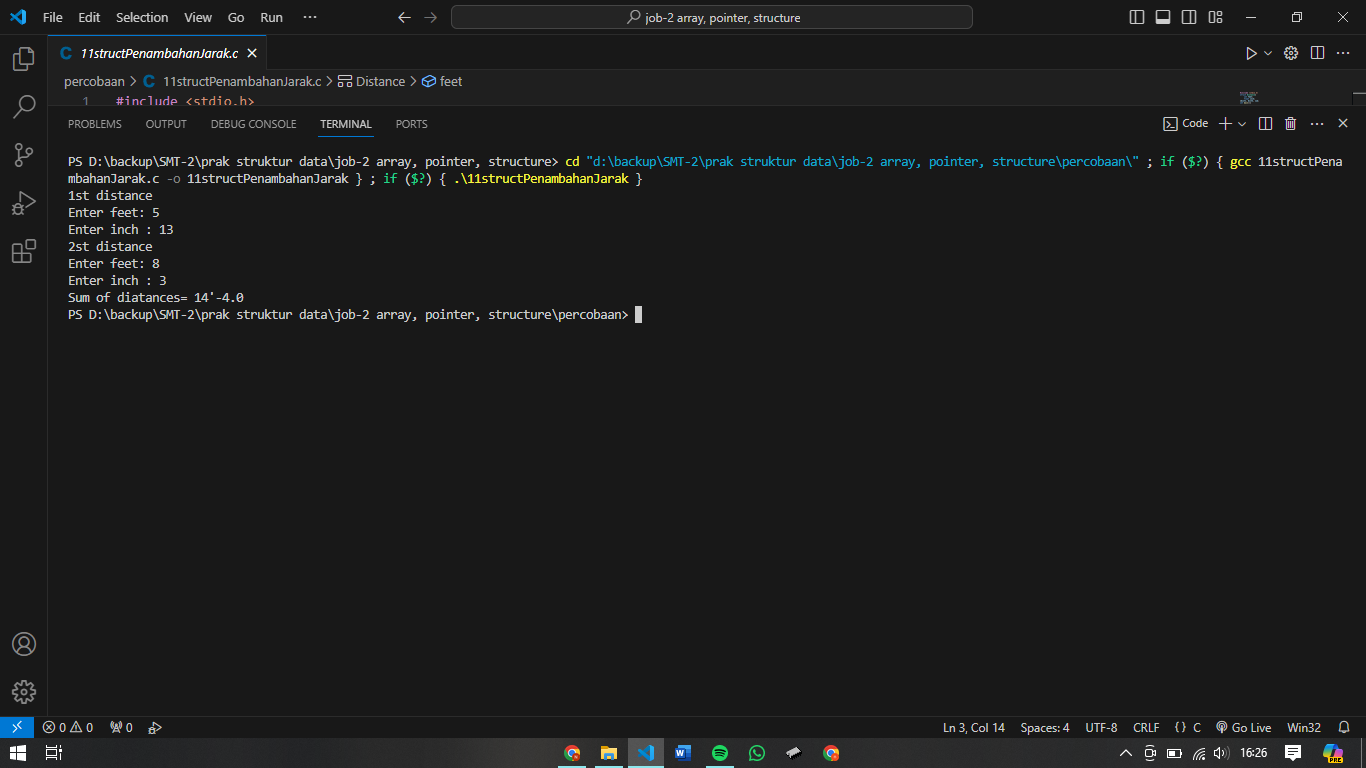 File Edit Selection View Go Run ··· job-2 array, pointer, structure
11structPenambahanJarak.c
percobaan > C 11structPenambahanJarak.c > Distance > feet
1 #include <stdio.h>
PROBLEMS OUTPUT DEBUG CONSOLE TERMINAL PORTS Code
PS D:\backup\SMT-2\prak struktur data\job-2 array, pointer, structure> cd "d:\backup\SMT-2\prak struktur data\job-2 array, pointer, structure\percobaan\" ; if ($?) { gcc 11structPena
mbahanJarak.c -o 11structPenambahanJarak } ; if ($?) { .\11structPenambahanJarak }
1st distance
Enter feet: 5
Enter inch : 13
2st distance
Enter feet: 8
Enter inch : 3
Sum of diatances= 14'-4.0
PS D:\backup\SMT-2\prak struktur data\job-2 array, pointer, structure\percobaan>
0 0 0 Ln 3, Col 14 Spaces: 4 UTF-8 CRLF {} C Go Live Win32
16:26